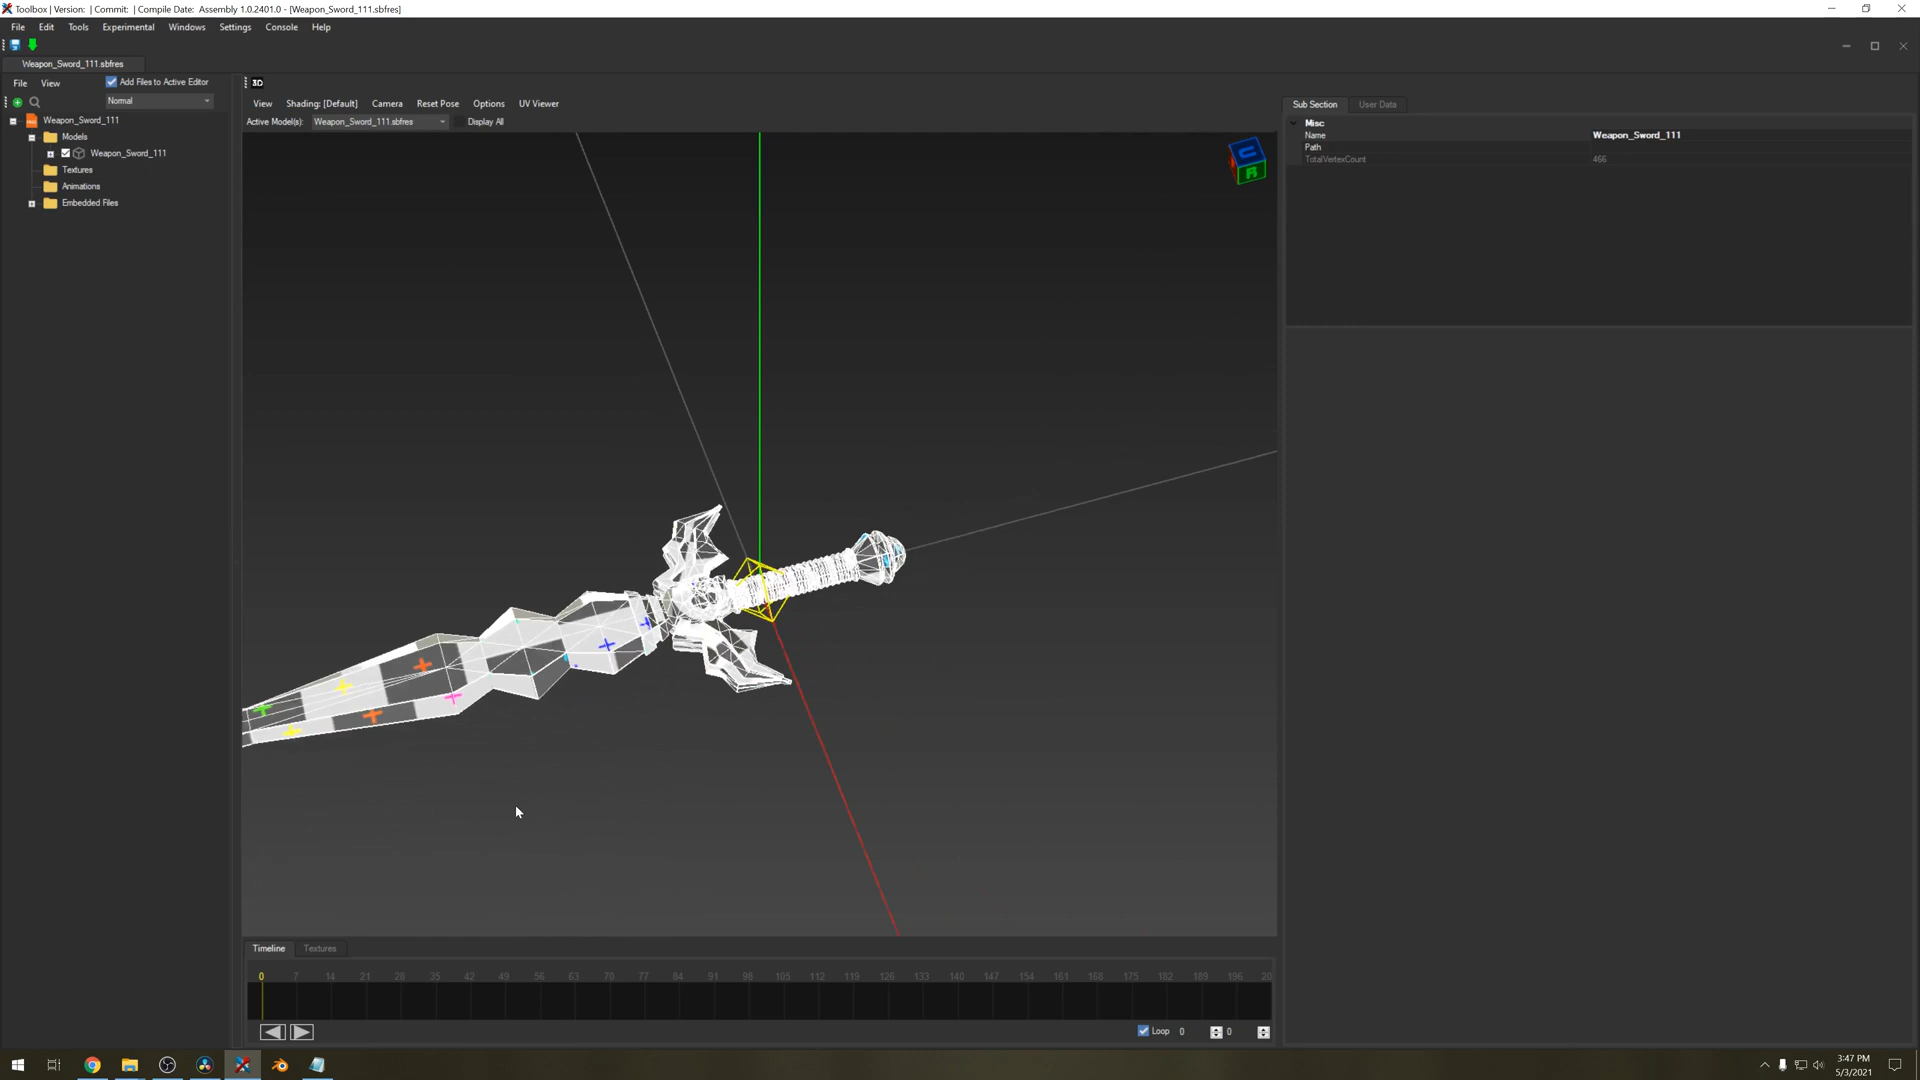 Toolbox | Version: | Commit: | Compile Date: Assembly 1.0.2401.0 - [Weapon_Sword_111.sbfres]
File Edit Tools Experimental Windows Settings Console Help
Weapon_Sword_111.sbfres
File View Add Files to Active Editor
Normal
Weapon_Sword_111
Models
Weapon_Sword_111
Textures
Animations
Embedded Files
3D
View Shading: [Default] Camera Reset Pose Options UV Viewer
Active Model(s): Weapon_Sword_111.sbfres Display All
U
R
Sub Section User Data
Misc
Name Weapon_Sword_111
Path
TotalVertexCount 466
Timeline Textures
0 7 14 21 28 35 42 49 56 63 70 77 84 91 98 105 112 119 126 133 140 147 154 161 168 175 182 189 196 20
Loop 0 0
3:47 PM
5/3/2021